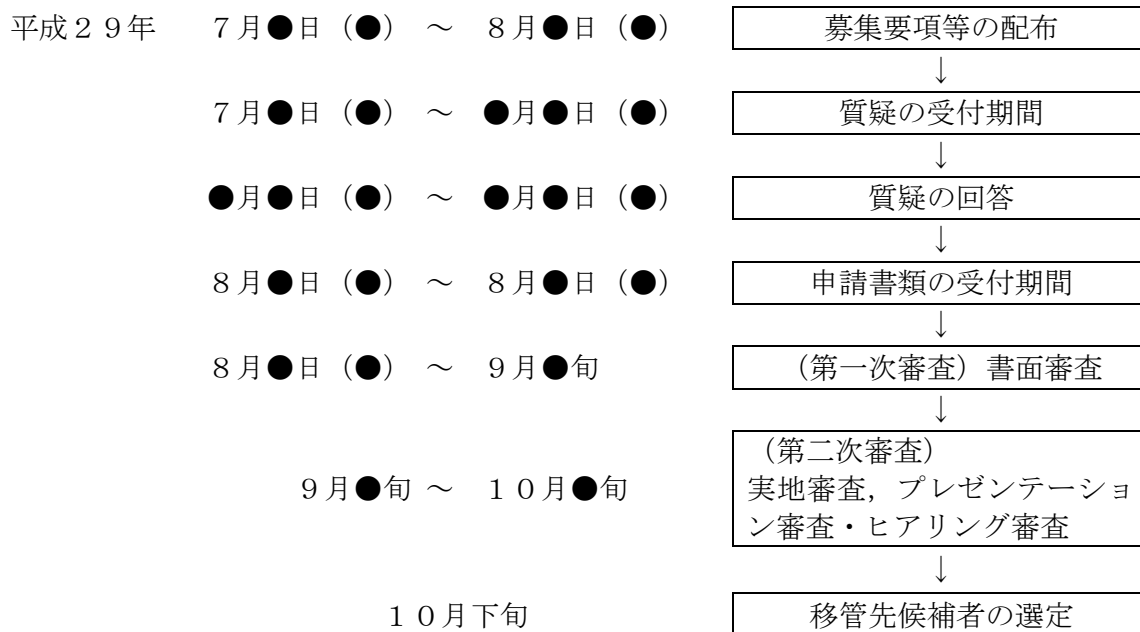 平成２９年　７月●日（●）　～　８月●日（●）　募集要項等の配布
↓
７月●日（●）　～　●月●日（●）　質疑の受付期間
↓
●月●日（●）　～　●月●日（●）　質疑の回答
↓
８月●日（●）　～　８月●日（●）　申請書類の受付期間
↓
８月●日（●）　～　９月●旬　（第一次審査）書面審査
↓
（第二次審査）
９月●旬 ～　１０月●旬　実地審査，プレゼンテーショ
ン審査・ヒアリング審査
↓
１０月下旬　移管先候補者の選定